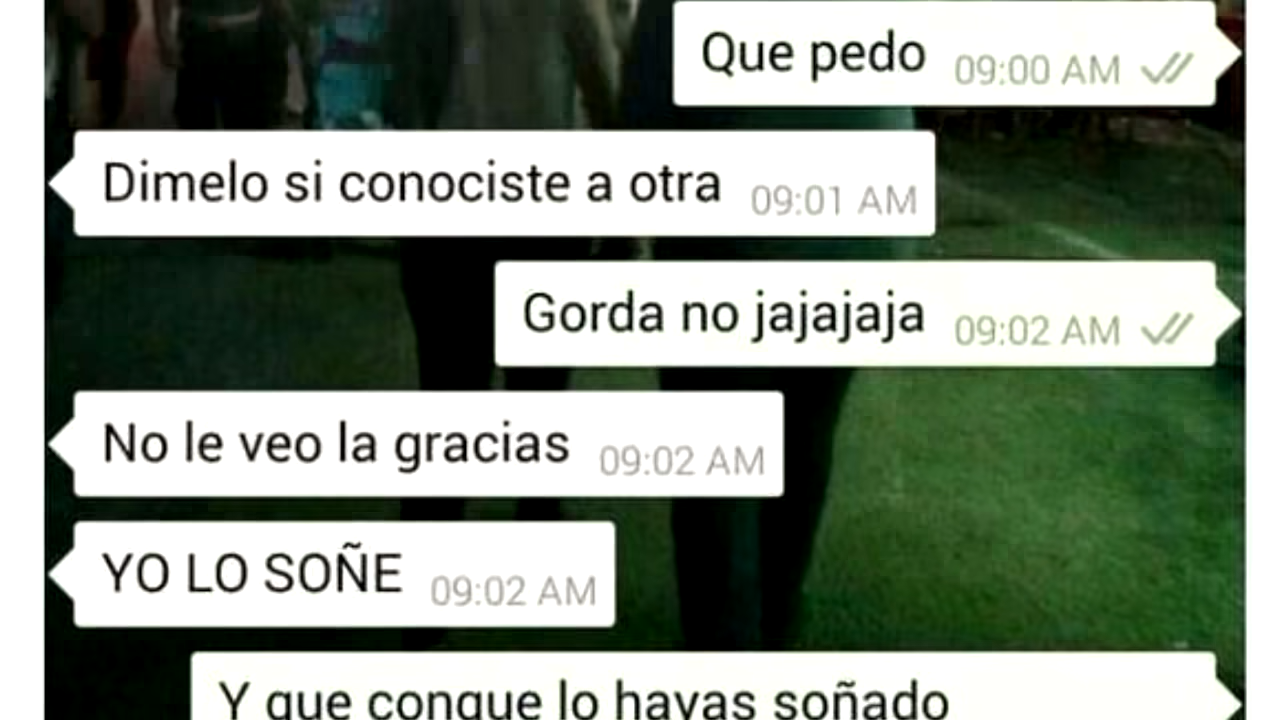 Que pedo 09:00 AM
Dimelo si conociste a otra 09:01 AM
Gorda no jajajaja 09:02 AM
No le veo la gracias 09:02 AM
YO LO SOÑE 09:02 AM
Y que conque lo hayas soñado